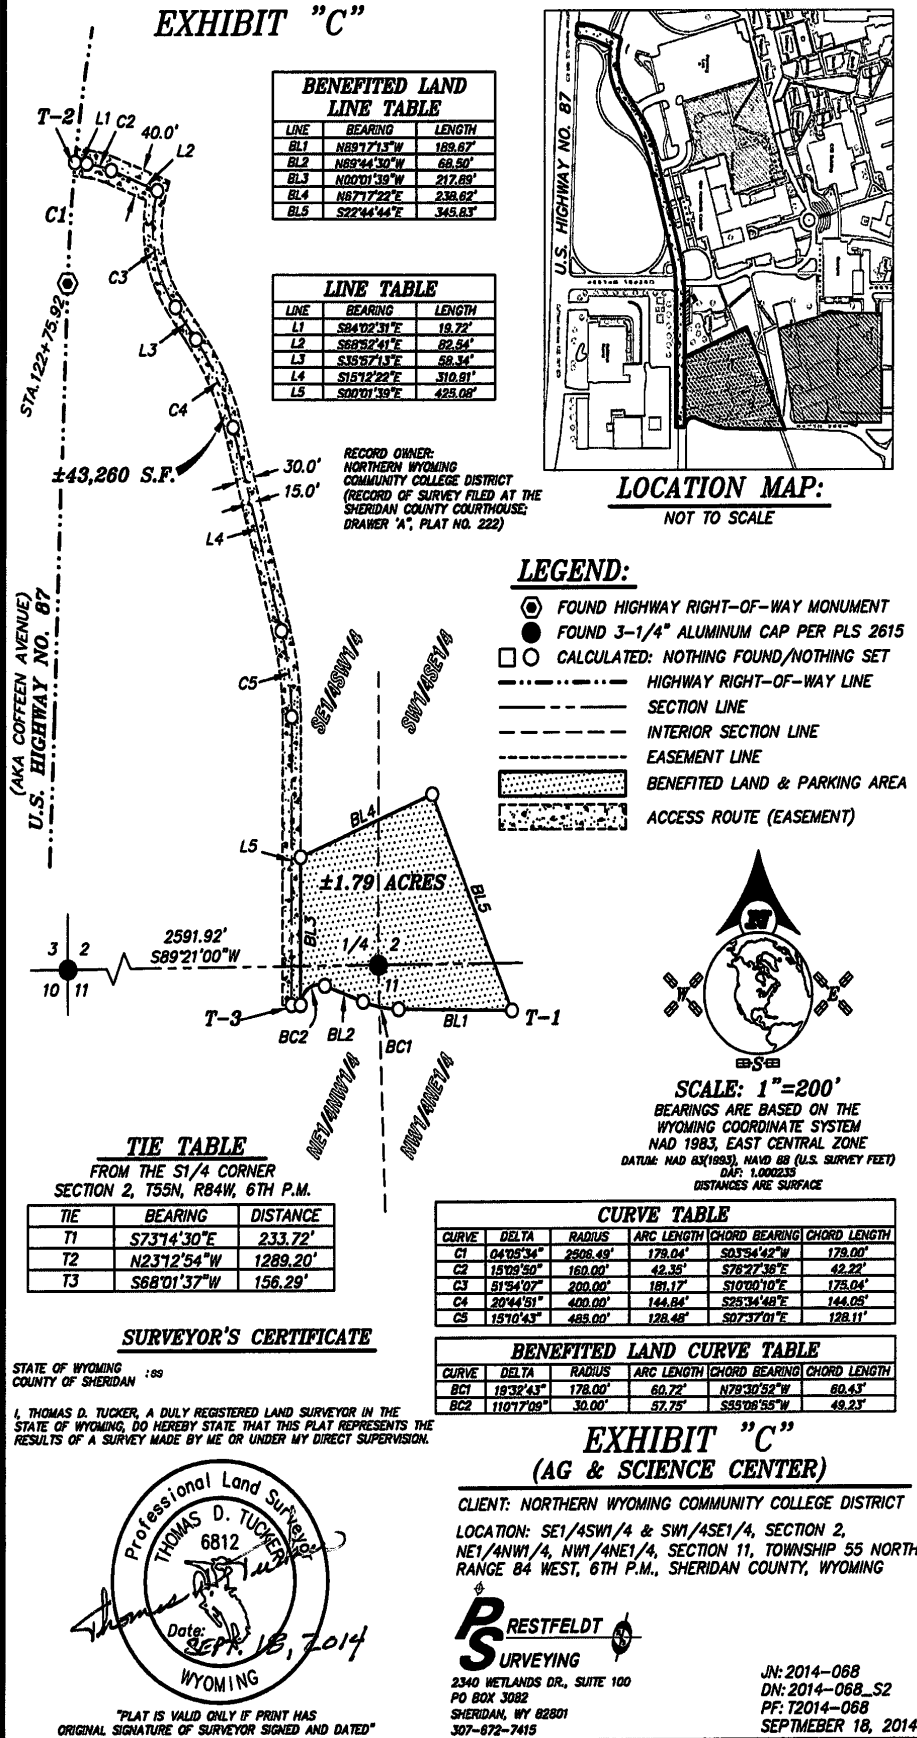 EXHIBIT "C"
BENEFITED LAND
LINE TABLE
LINE BEARING LENGTH
BL1 N89°17'13"W 189.67'
BL2 N69°44'30"W 68.50'
BL3 N00°01'39"W 217.89'
BL4 N67°17'22"E 238.62'
BL5 S22°44'44"E 345.83'
LINE TABLE
LINE BEARING LENGTH
L1 S84°02'31"E 19.72'
L2 S68°52'41"E 82.54'
L3 S35°57'13"E 59.34'
L4 S15°12'22"E 310.91'
L5 S00°01'39"E 425.08'
T-2
L1
C2
40.0'
L2
C1
C3
STA.122+75.92
L3
C4
±43,260 S.F.
30.0'
15.0'
L4
RECORD OWNER:
NORTHERN WYOMING
COMMUNITY COLLEGE DISTRICT
(RECORD OF SURVEY FILED AT THE
SHERIDAN COUNTY COURTHOUSE;
DRAWER 'A", PLAT NO. 222)
U.S. HIGHWAY NO. 87
LOCATION MAP:
NOT TO SCALE
LEGEND:
FOUND HIGHWAY RIGHT-OF-WAY MONUMENT
FOUND 3-1/4" ALUMINUM CAP PER PLS 2615
CALCULATED: NOTHING FOUND/NOTHING SET
HIGHWAY RIGHT-OF-WAY LINE
SECTION LINE
INTERIOR SECTION LINE
EASEMENT LINE
BENEFITED LAND & PARKING AREA
ACCESS ROUTE (EASEMENT)
(AKA COFFEEN AVENUE)
U.S. HIGHWAY NO. 87
C5
SE1/4SW1/4
SW1/4SE1/4
BL4
L5
±1.79 ACRES
BL5
BL3
3 2
10 11
2591.92'
S89°21'00"W
1/4 2
11
T-3
BC2
BL2
BC1
BL1
T-1
NE1/4NW1/4
NW1/4NE1/4
N
W
E
S
SCALE: 1"=200'
BEARINGS ARE BASED ON THE
WYOMING COORDINATE SYSTEM
NAD 1983, EAST CENTRAL ZONE
DATUM: NAD 83(1993), NAVD 88 (U.S. SURVEY FEET)
DAF: 1.000235
DISTANCES ARE SURFACE
TIE TABLE
FROM THE S1/4 CORNER
SECTION 2, T55N, R84W, 6TH P.M.
TIE BEARING DISTANCE
T1 S73°14'30"E 233.72'
T2 N23°12'54"W 1289.20'
T3 S68°01'37"W 156.29'
CURVE TABLE
CURVE DELTA RADIUS ARC LENGTH CHORD BEARING CHORD LENGTH
C1 04°05'34" 2509.49' 179.04' S03°54'42"W 179.00'
C2 15°09'50" 160.00' 42.35' S76°27'36"E 42.22'
C3 51°54'07" 200.00' 181.17' S10°00'10"E 175.04'
C4 20°44'51" 400.00' 144.84' S25°34'48"E 144.05'
C5 15°10'43" 485.00' 128.48' S07°37'01"E 128.11'
BENEFITED LAND CURVE TABLE
CURVE DELTA RADIUS ARC LENGTH CHORD BEARING CHORD LENGTH
BC1 19°32'43" 178.00' 60.72' N79°30'52"W 60.43'
BC2 110°17'09" 30.00' 57.75' S55°06'55"W 49.23'
SURVEYOR'S CERTIFICATE
STATE OF WYOMING :SS
COUNTY OF SHERIDAN
I, THOMAS D. TUCKER, A DULY REGISTERED LAND SURVEYOR IN THE
STATE OF WYOMING, DO HEREBY STATE THAT THIS PLAT REPRESENTS THE
RESULTS OF A SURVEY MADE BY ME OR UNDER MY DIRECT SUPERVISION.
Professional Land Surveyor
THOMAS D. TUCKER
6812
Thomas D. Tucker
Date: SEPT. 18, 2014
WYOMING
"PLAT IS VALID ONLY IF PRINT HAS
ORIGINAL SIGNATURE OF SURVEYOR SIGNED AND DATED"
EXHIBIT "C"
(AG & SCIENCE CENTER)
CLIENT: NORTHERN WYOMING COMMUNITY COLLEGE DISTRICT
LOCATION: SE1/4SW1/4 & SW1/4SE1/4, SECTION 2,
NE1/4NW1/4, NW1/4NE1/4, SECTION 11, TOWNSHIP 55 NORTH
RANGE 84 WEST, 6TH P.M., SHERIDAN COUNTY, WYOMING
PRESTFELDT
SURVEYING
2340 WETLANDS DR., SUITE 100
PO BOX 3082
SHERIDAN, WY 82801
307-672-7415
JN: 2014-068
DN: 2014-068_S2
PF: T2014-068
SEPTMEBER 18, 2014